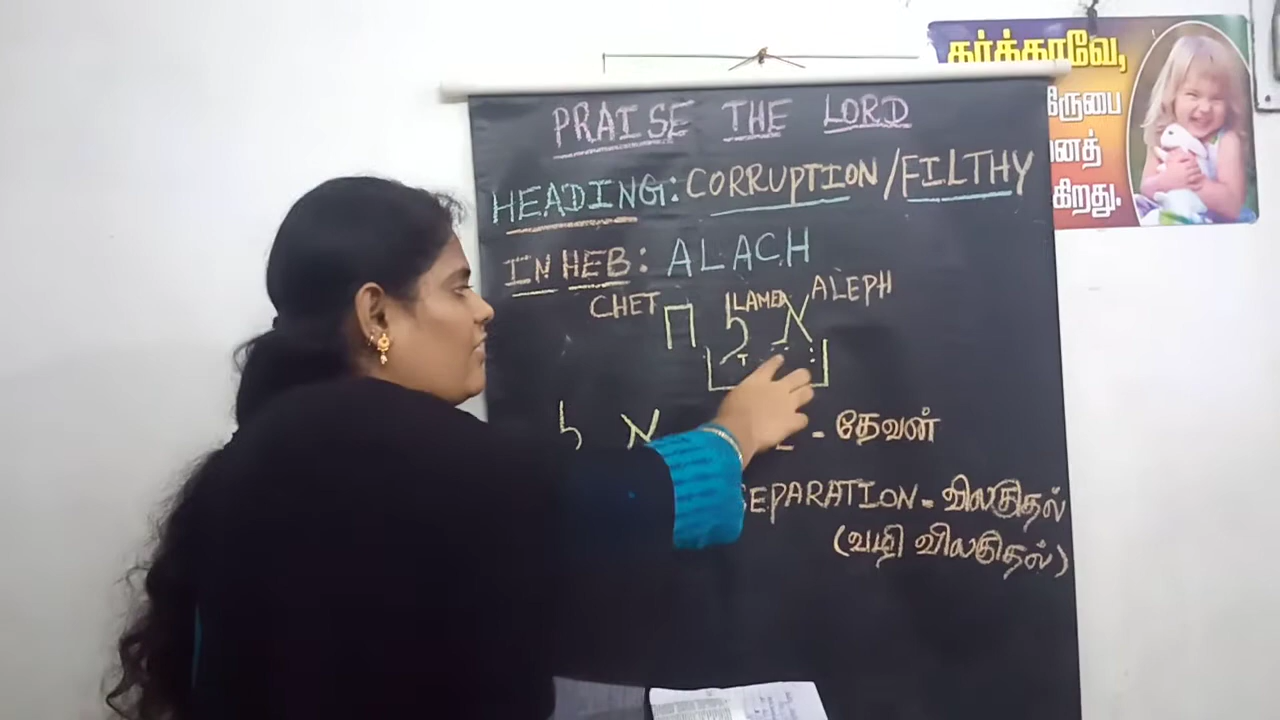 PRAISE THE LORD
HEADING: CORRUPTION / FILTHY
IN HEB: ALACH
CHET ח ל LAMED א ALEPH
ל א - தேவன்
SEPARATION - விலகுதல்
(வழி விலகுதல்)
கர்த்தாவே,